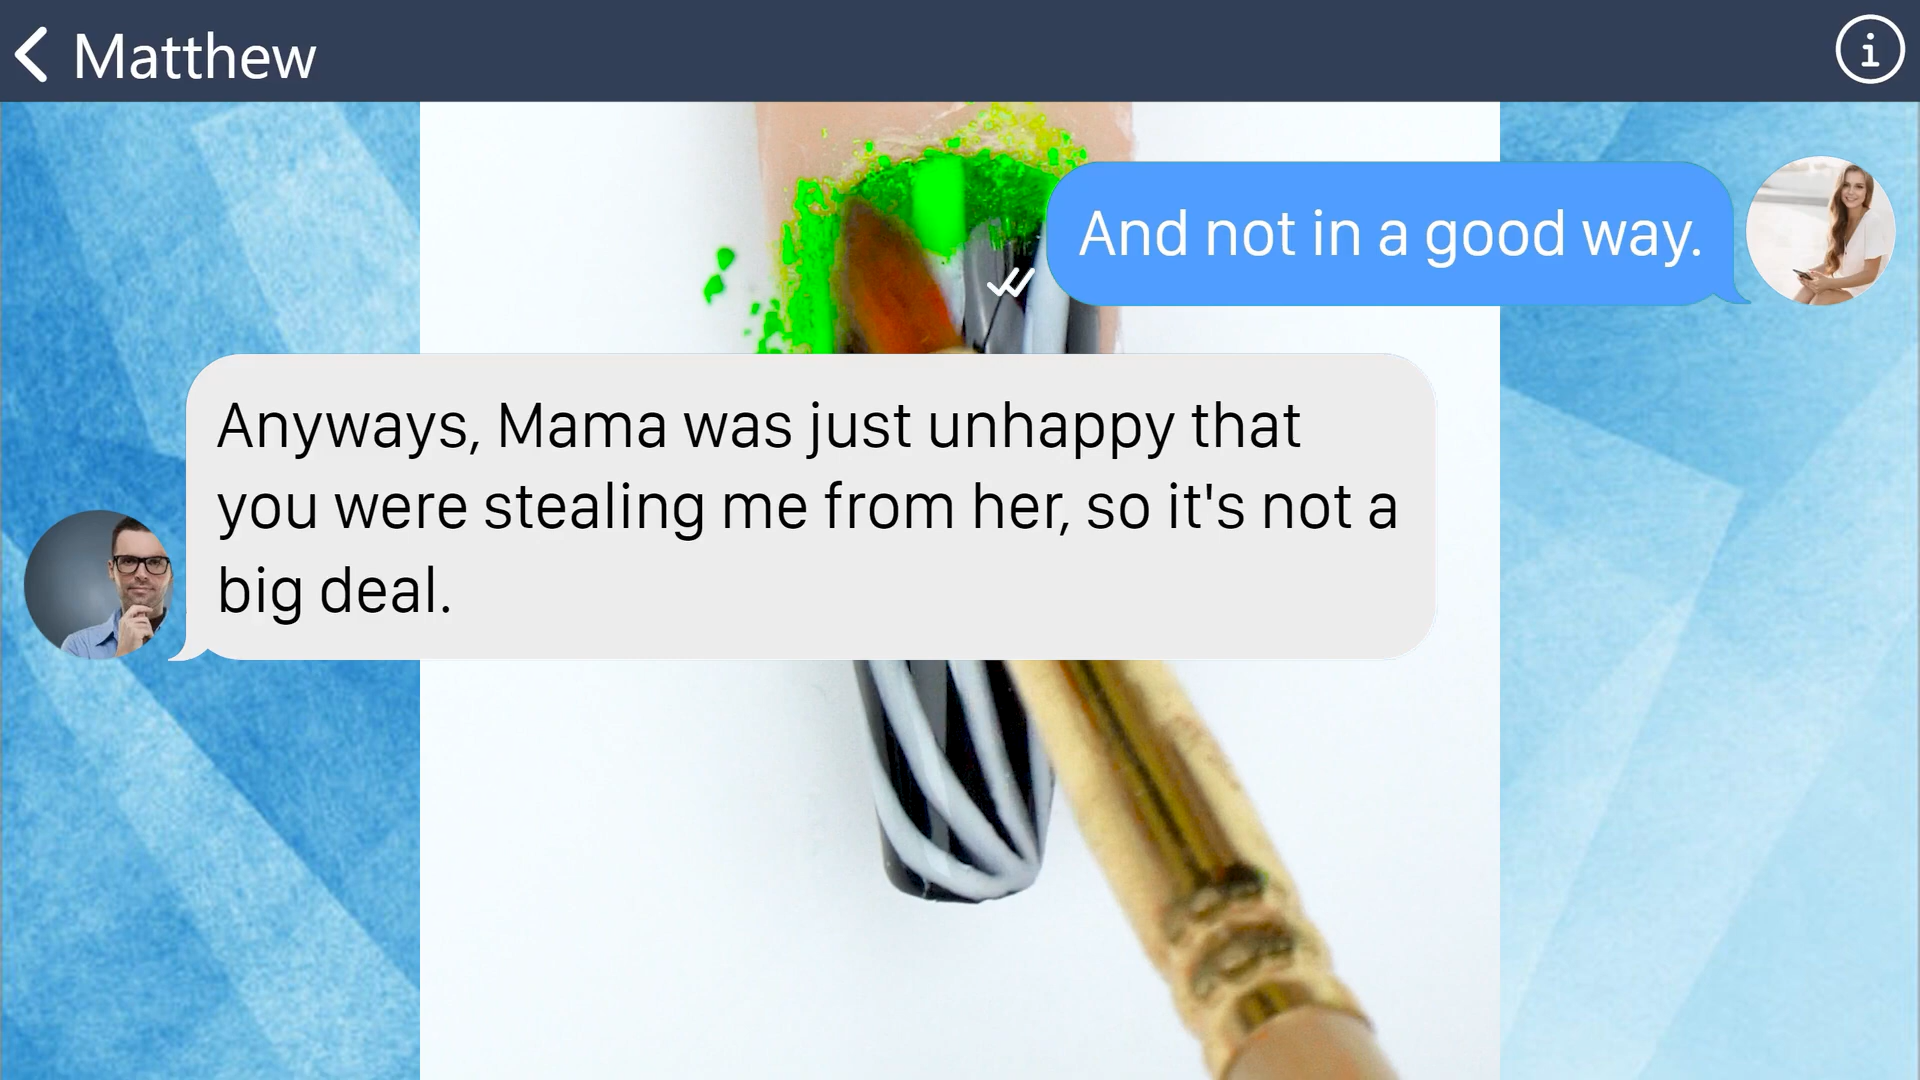 Matthew
And not in a good way.
Anyways, Mama was just unhappy that
you were stealing me from her, so it's not a
big deal.